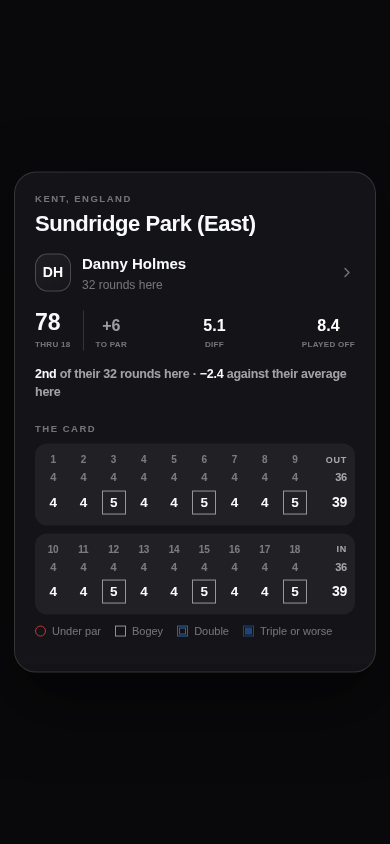 KENT, ENGLAND
Sundridge Park (East)
DH
Danny Holmes
32 rounds here
78 +6 5.1 8.4
THRU 18 TO PAR DIFF PLAYED OFF
2nd of their 32 rounds here · −2.4 against their average
here
THE CARD
1 2 3 4 5 6 7 8 9 OUT
4 4 4 4 4 4 4 4 4 36
4 4 5 4 4 5 4 4 5 39
10 11 12 13 14 15 16 17 18 IN
4 4 4 4 4 4 4 4 4 36
4 4 5 4 4 5 4 4 5 39
Under par Bogey Double Triple or worse